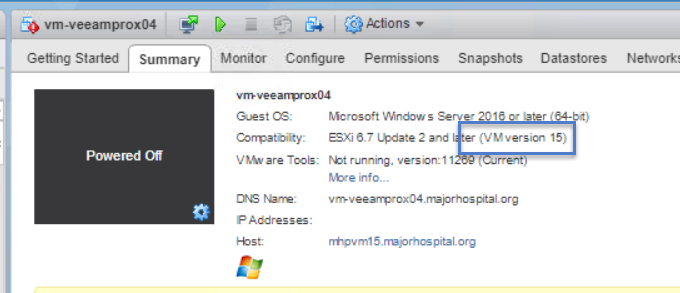 vm-veeamprox04 Actions
Getting Started Summary Monitor Configure Permissions Snapshots Datastores Networks
vm-veeamprox04
Guest OS: Microsoft Windows Server 2016 or later (64-bit)
Compatibility: ESXi 6.7 Update 2 and later (VM version 15)
Powered Off
VMware Tools: Not running, version:11269 (Current)
More info...
DNS Name: vm-veeamprox04.majorhospital.org
IP Addresses:
Host: mhpvm15.majorhospital.org